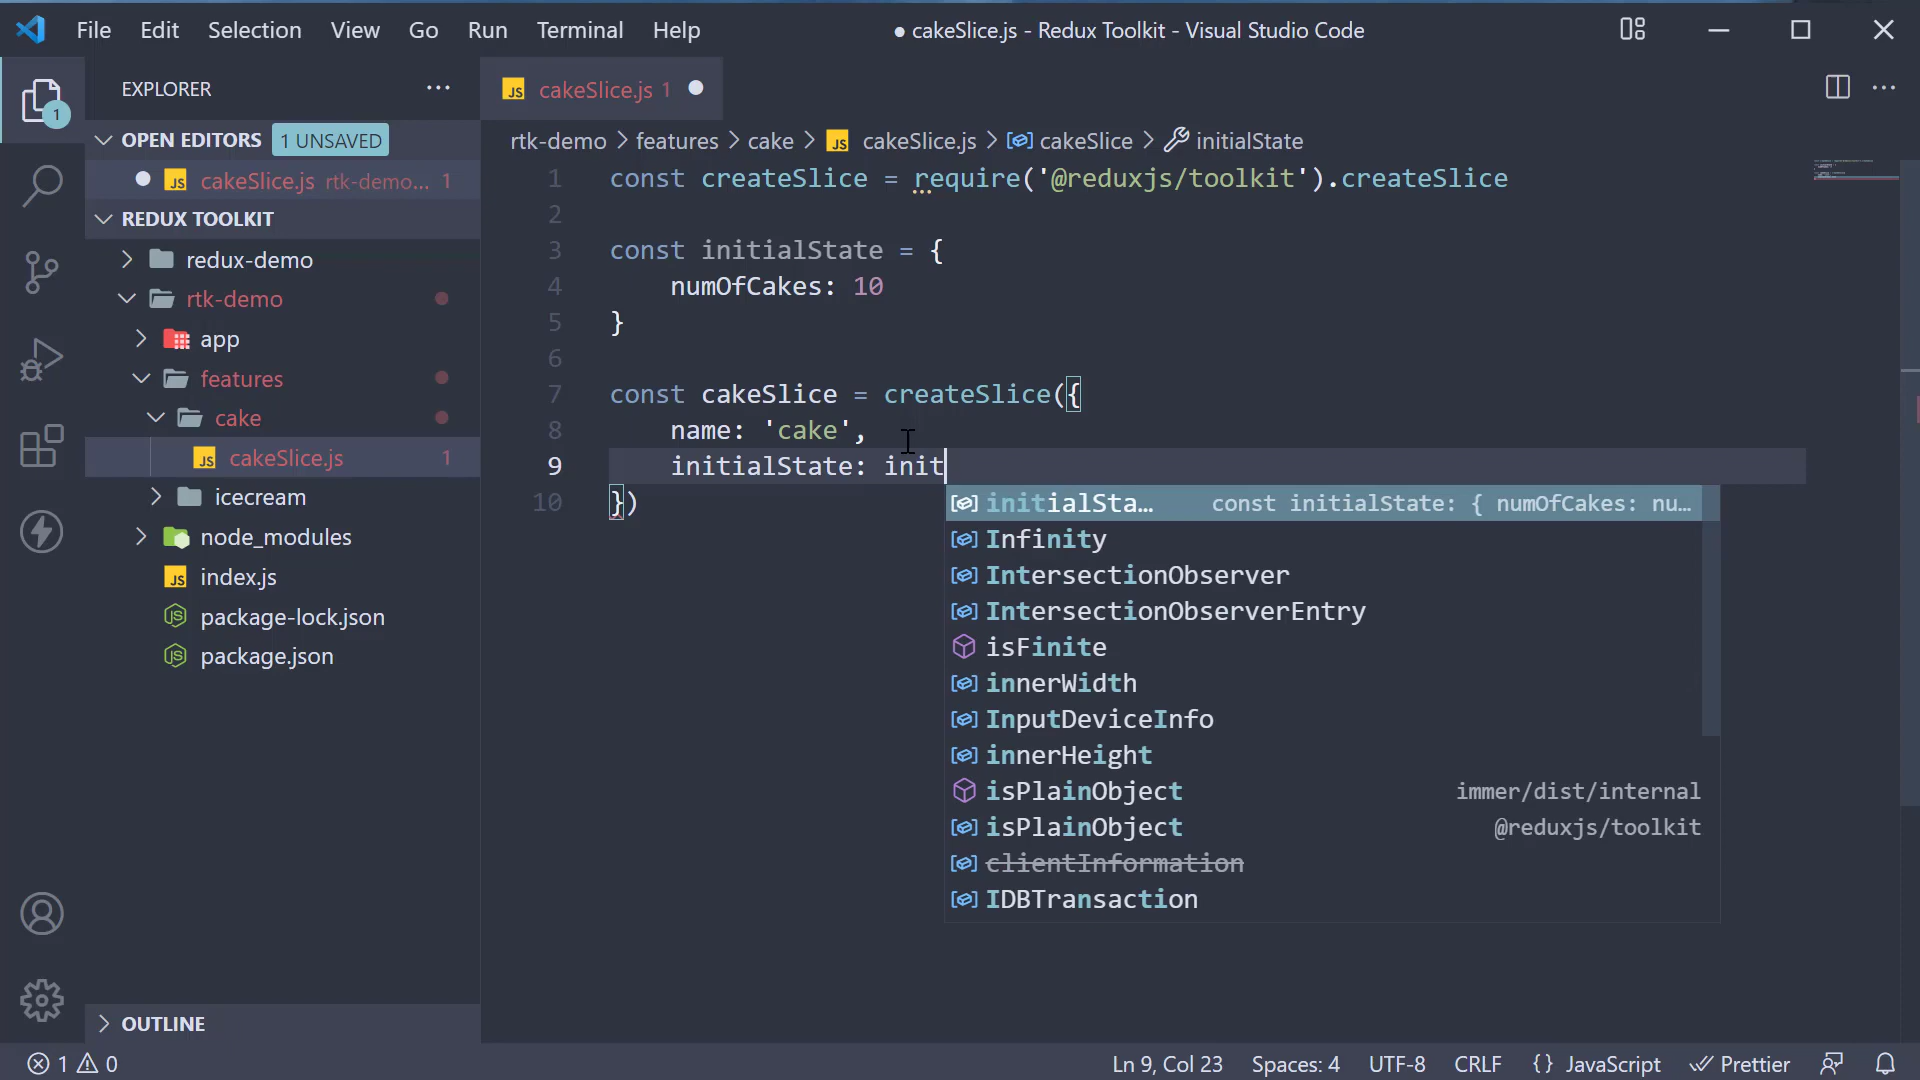 File Edit Selection View Go Run Terminal Help
● cakeSlice.js - Redux Toolkit - Visual Studio Code
EXPLORER
1
OPEN EDITORS 1 UNSAVED
cakeSlice.js rtk-demo... 1
REDUX TOOLKIT
redux-demo
rtk-demo
app
features
cake
cakeSlice.js 1
icecream
node_modules
index.js
package-lock.json
package.json
OUTLINE
cakeSlice.js 1
rtk-demo > features > cake > cakeSlice.js > cakeSlice > initialState
1 const createSlice = require('@reduxjs/toolkit').createSlice
2
3 const initialState = {
4 numOfCakes: 10
5 }
6
7 const cakeSlice = createSlice({
8 name: 'cake',
9 initialState: init
10 })
initialSta… const initialState: { numOfCakes: nu…
Infinity
IntersectionObserver
IntersectionObserverEntry
isFinite
innerWidth
InputDeviceInfo
innerHeight
isPlainObject immer/dist/internal
isPlainObject @reduxjs/toolkit
clientInformation
IDBTransaction
1 0
Ln 9, Col 23 Spaces: 4 UTF-8 CRLF {} JavaScript Prettier